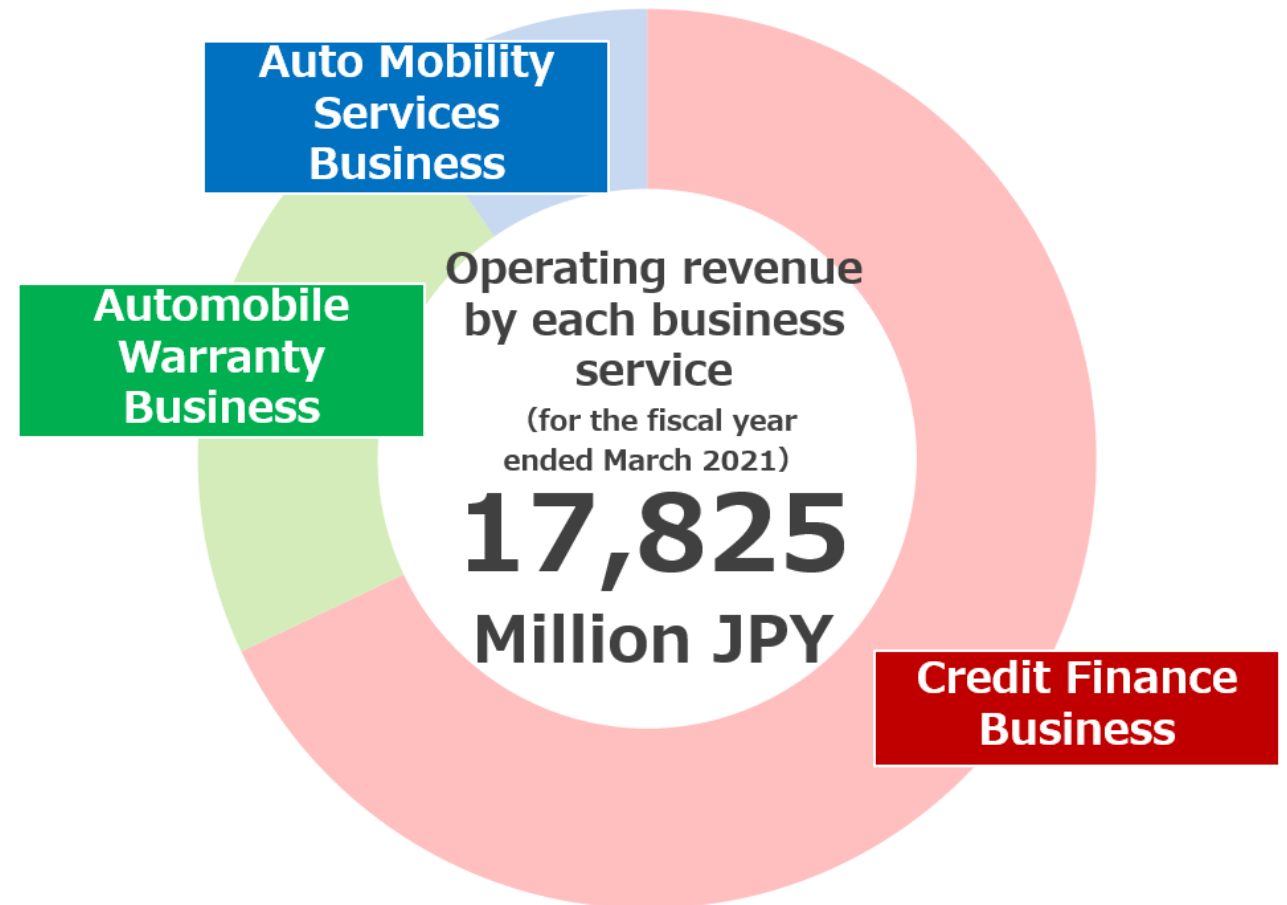 Auto Mobility
Services
Business
Automobile
Warranty
Business
Operating revenue
by each business
service
（for the fiscal year
ended March 2021）
17,825
Million JPY
Credit Finance
Business